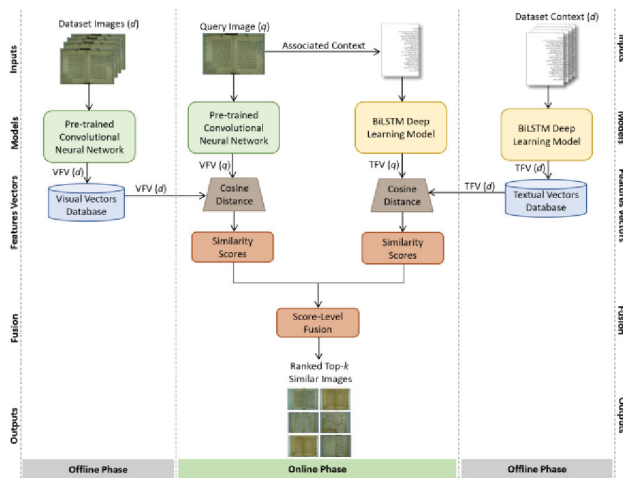 Dataset Images (d)
Query Image (q)
Dataset Context (d)
Associated Context
Inputs
Inputs
Pre-trained
Convolutional
Neural Network
Pre-trained
Convolutional
Neural Network
BiLSTM Deep
Learning Model
BiLSTM Deep
Learning Model
Models
Models
VFV (d)
VFV (q)
TFV (q)
TFV (d)
Visual Vectors
Database
VFV (d)
Cosine
Distance
Cosine
Distance
TFV (d)
Textual Vectors
Database
Features Vectors
Features Vectors
Similarity
Scores
Similarity
Scores
Score-Level
Fusion
Fusion
Fusion
Ranked Top-k
Similar Images
Outputs
Outputs
Offline Phase
Online Phase
Offline Phase